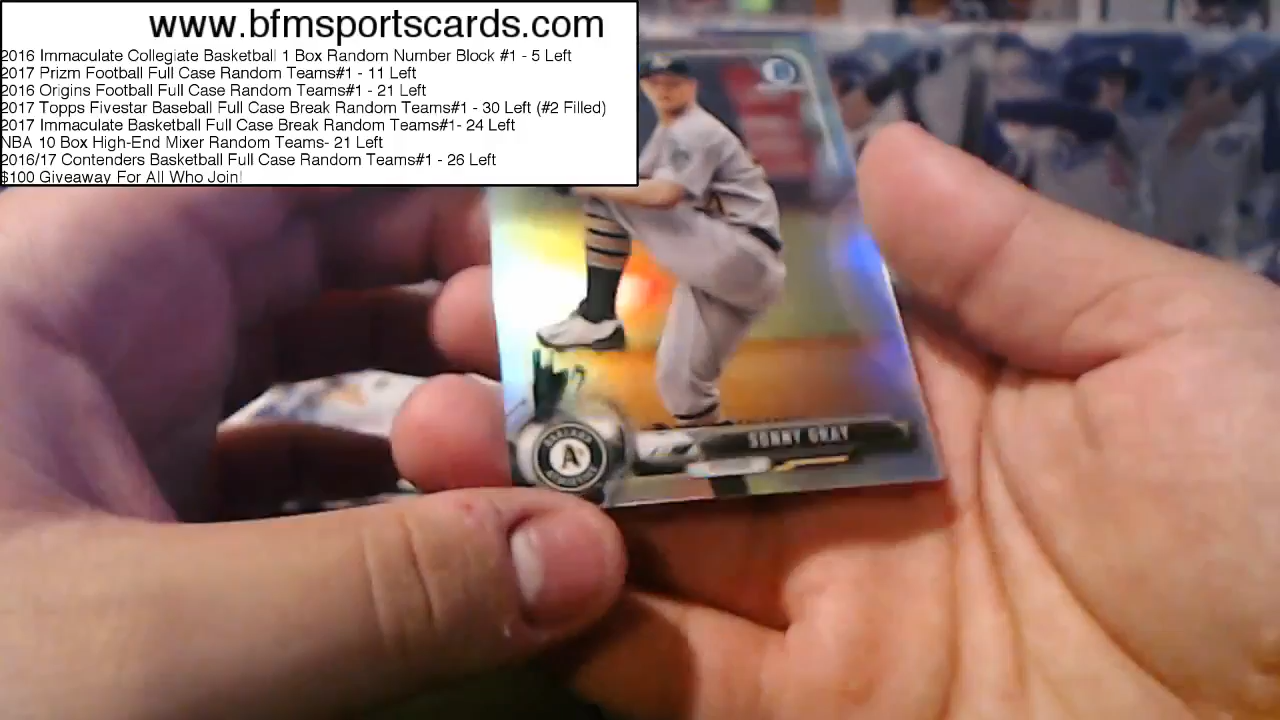 www.bfmsportscards.com
2016 Immaculate Collegiate Basketball 1 Box Random Number Block #1 - 5 Left
2017 Prizm Football Full Case Random Teams#1 - 11 Left
2016 Origins Football Full Case Random Teams#1 - 21 Left
2017 Topps Fivestar Baseball Full Case Break Random Teams#1 - 30 Left (#2 Filled)
2017 Immaculate Basketball Full Case Break Random Teams#1- 24 Left
NBA 10 Box High-End Mixer Random Teams- 21 Left
2016/17 Contenders Basketball Full Case Random Teams#1 - 26 Left
$100 Giveaway For All Who Join!
B
SONNY GRAY
OAKLAND
A's
ATHLETICS